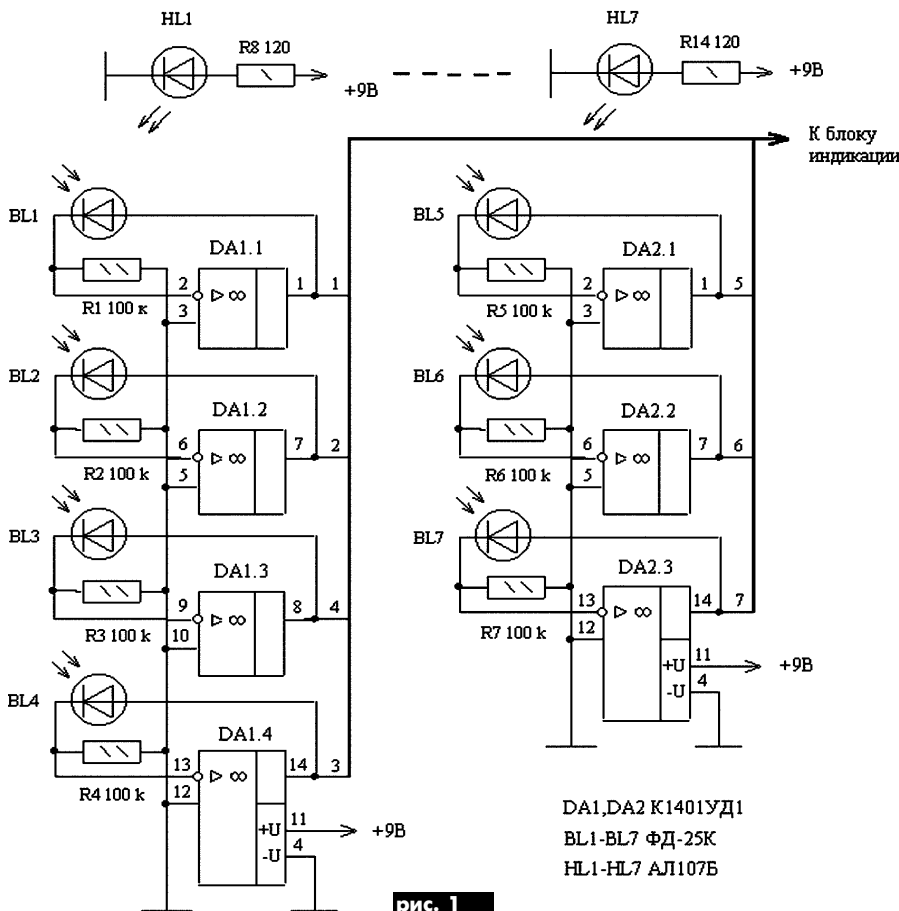 HL1
R8 120
+9В
HL7
R14 120
+9В
К блоку
индикации
BL1
DA1.1
2
3
▷ ∞
1
1
R1 100 к
BL2
DA1.2
6
5
▷ ∞
7
2
R2 100 k
BL3
DA1.3
9
10
▷ ∞
8
4
R3 100 k
BL4
DA1.4
13
12
▷ ∞
14
3
R4 100 k
+U
-U
11
4
+9В
BL5
DA2.1
2
3
▷ ∞
1
5
R5 100 k
BL6
DA2.2
6
5
▷ ∞
7
6
R6 100 k
BL7
DA2.3
13
12
▷ ∞
14
7
R7 100 k
+U
-U
11
4
+9В
DA1,DA2 К1401УД1
BL1-BL7 ФД-25К
HL1-HL7 АЛ107Б
рис. 1